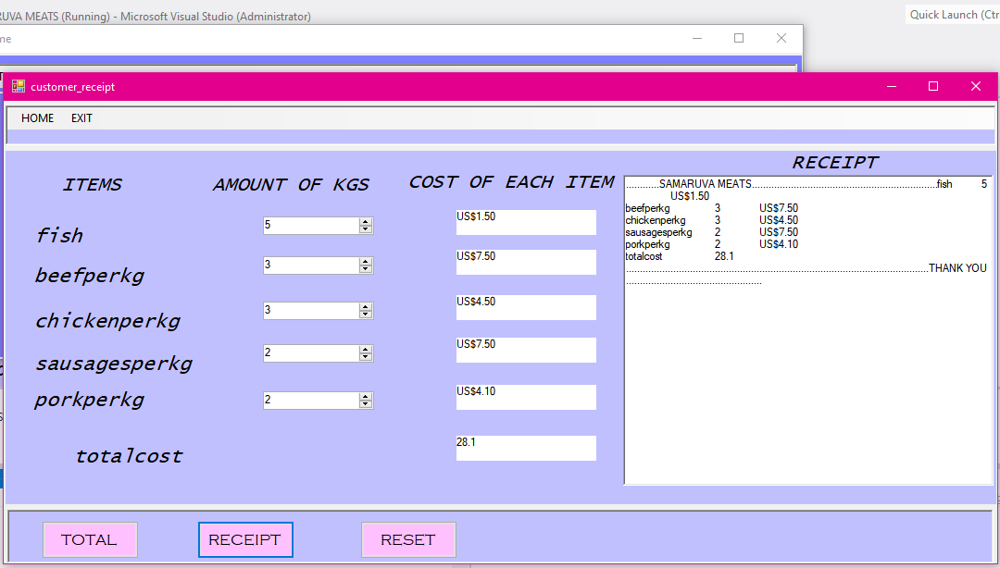 RUVA MEATS (Running) - Microsoft Visual Studio (Administrator)
Quick Launch (Ctr
me
customer_receipt
HOME EXIT
ITEMS AMOUNT OF KGS COST OF EACH ITEM RECEIPT
fish 5 US$1.50
beefperkg 3 US$7.50
chickenperkg 3 US$4.50
sausagesperkg 2 US$7.50
porkperkg 2 US$4.10
totalcost 28.1
............SAMARUVA MEATS...................................................................fish 5
US$1.50
beefperkg 3 US$7.50
chickenperkg 3 US$4.50
sausagesperkg 2 US$7.50
porkperkg 2 US$4.10
totalcost 28.1
.............................................................................................................THANK YOU
.................................................
TOTAL RECEIPT RESET